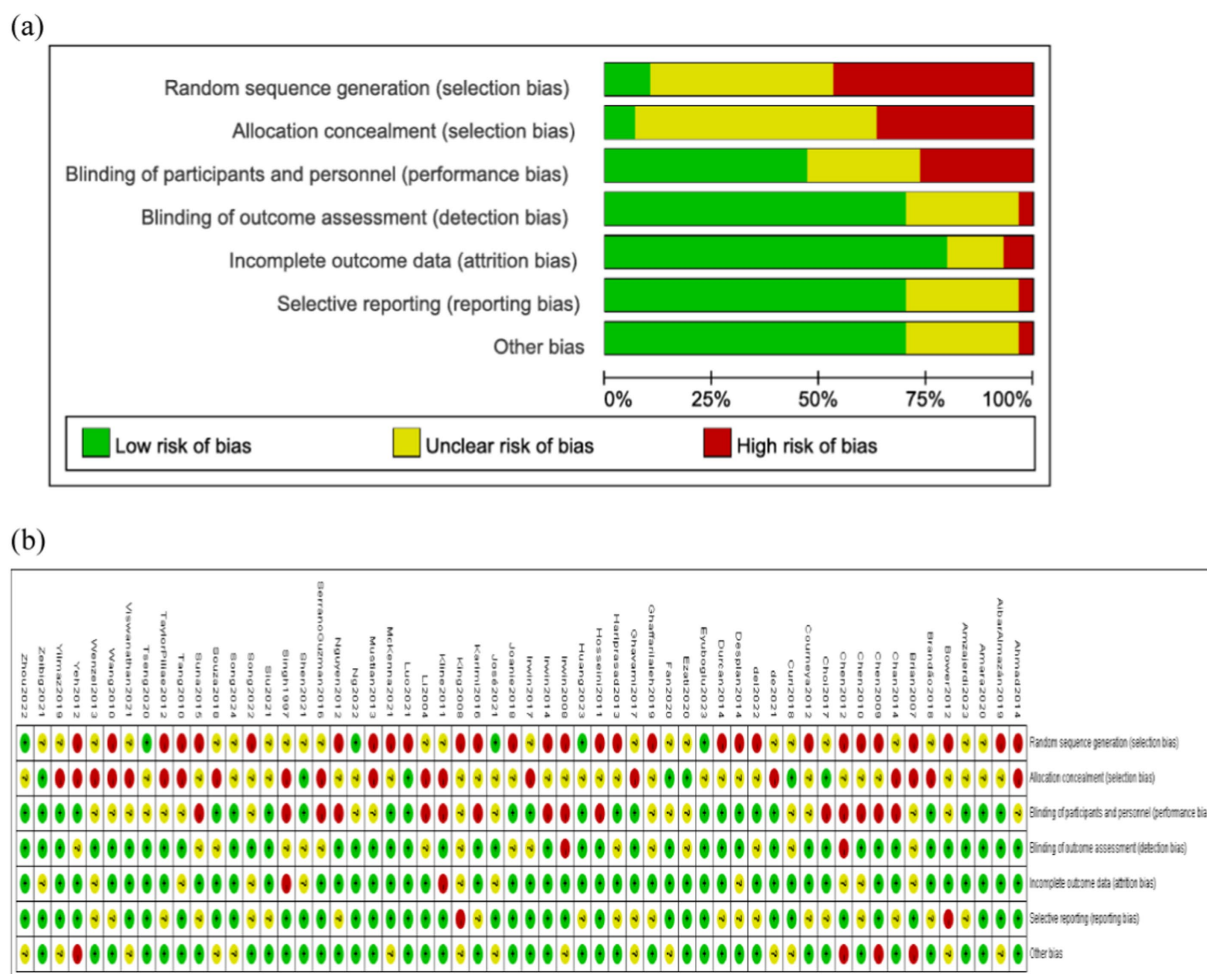 (a)
Random sequence generation (selection bias)
Allocation concealment (selection bias)
Blinding of participants and personnel (performance bias)
Blinding of outcome assessment (detection bias)
Incomplete outcome data (attrition bias)
Selective reporting (reporting bias)
Other bias
0% 25% 50% 75% 100%
Low risk of bias Unclear risk of bias High risk of bias
(b)
Zhou2022
Zeibig2021
Yilmaz2019
Yeh2012
Wenzel2013
Wang2010
Viswanathan2021
Tseng2020
TaylorPiliae2012
Tang2010
Suna2015
Souza2018
Song2024
Song2022
Siu2021
Singh1997
Shen2021
SerranoGuzmán2016
Nguyen2012
Ng2022
Mustian2013
McKenna2021
Luo2021
Li2004
Kline2011
King2008
Karimi2016
José2021
Joanie2018
Irwin2017
Irwin2014
Irwin2008
Huang2023
Hosseini2011
Hariprasad2013
Ghavami2017
Ghaffarilaleh2019
Fan2020
Ezati2020
Eyuboglu2023
Durcan2014
Desplan2014
del2022
de2021
Curi2018
Courneya2012
Choi2017
Chen2012
Chen2010
Chen2009
Chan2014
Brian2007
Brandão2018
Bower2012
Amzajerdi2023
Amara2020
AibarAlmazán2019
Ahmad2014
Random sequence generation (selection bias)
Allocation concealment (selection bias)
Blinding of participants and personnel (performance bia
Blinding of outcome assessment (detection bias)
Incomplete outcome data (attrition bias)
Selective reporting (reporting bias)
Other bias